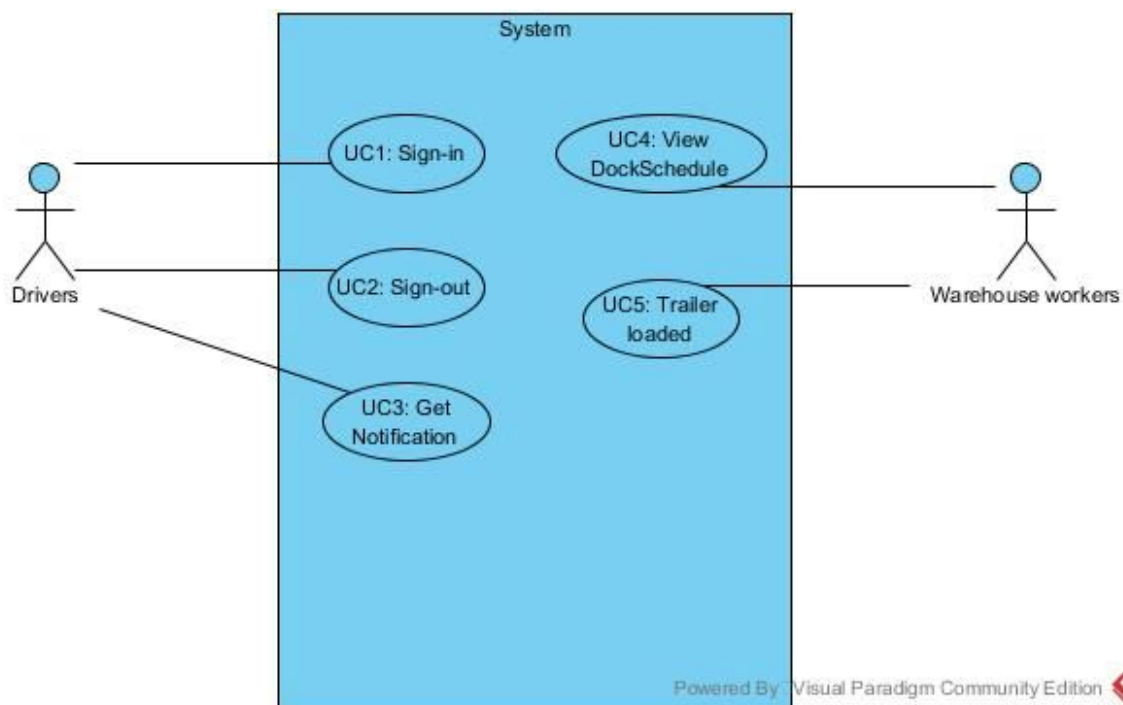 System
UC1: Sign-in
UC4: View
DockSchedule
UC2: Sign-out
Drivers
UC5: Trailer
loaded
Warehouse workers
UC3: Get
Notification
Powered By Visual Paradigm Community Edition